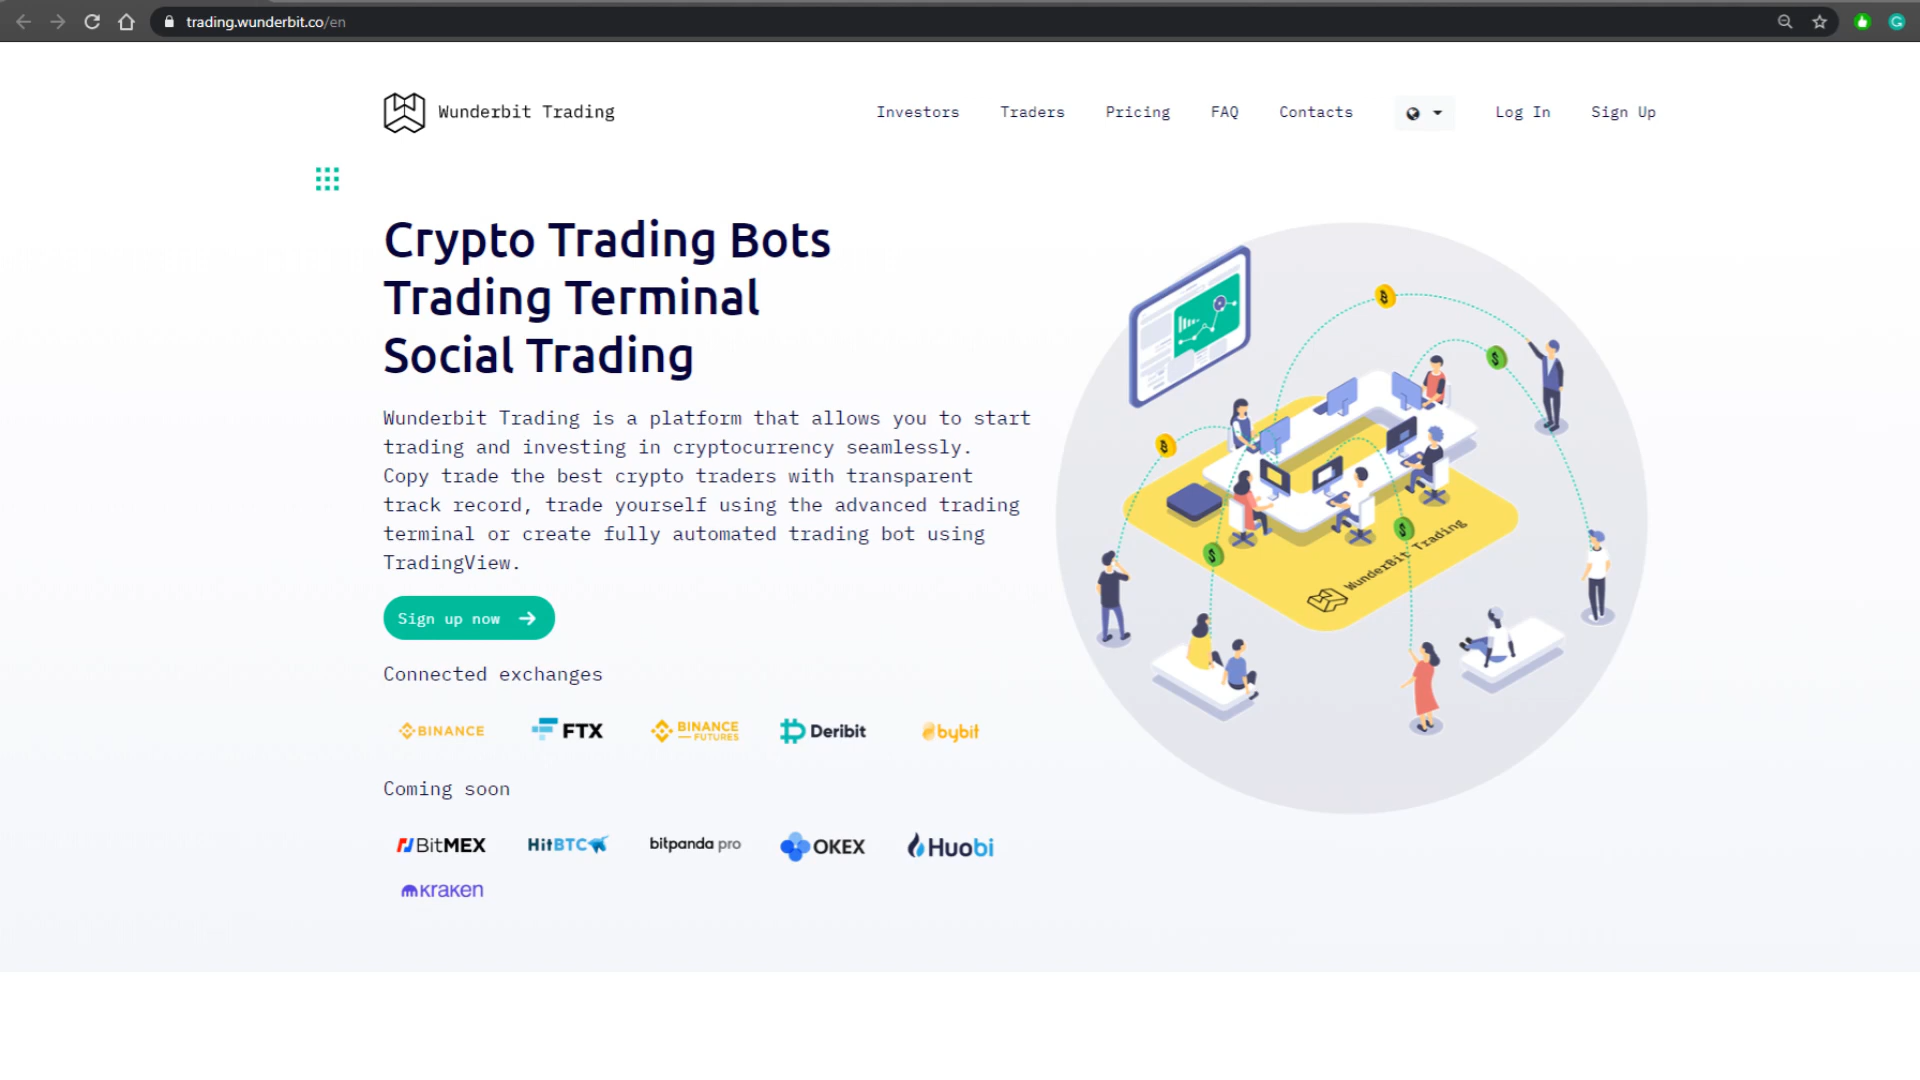 trading.wunderbit.co/en
Wunderbit Trading
Investors Traders Pricing FAQ Contacts Log In Sign Up
Crypto Trading Bots
Trading Terminal
Social Trading
Wunderbit Trading is a platform that allows you to start
trading and investing in cryptocurrency seamlessly.
Copy trade the best crypto traders with transparent
track record, trade yourself using the advanced trading
terminal or create fully automated trading bot using
TradingView.
Sign up now
WunderBit Trading
Connected exchanges
BINANCE FTX BINANCE FUTURES Deribit bybit
Coming soon
BitMEX HitBTC bitpanda pro OKEX Huobi
kraken